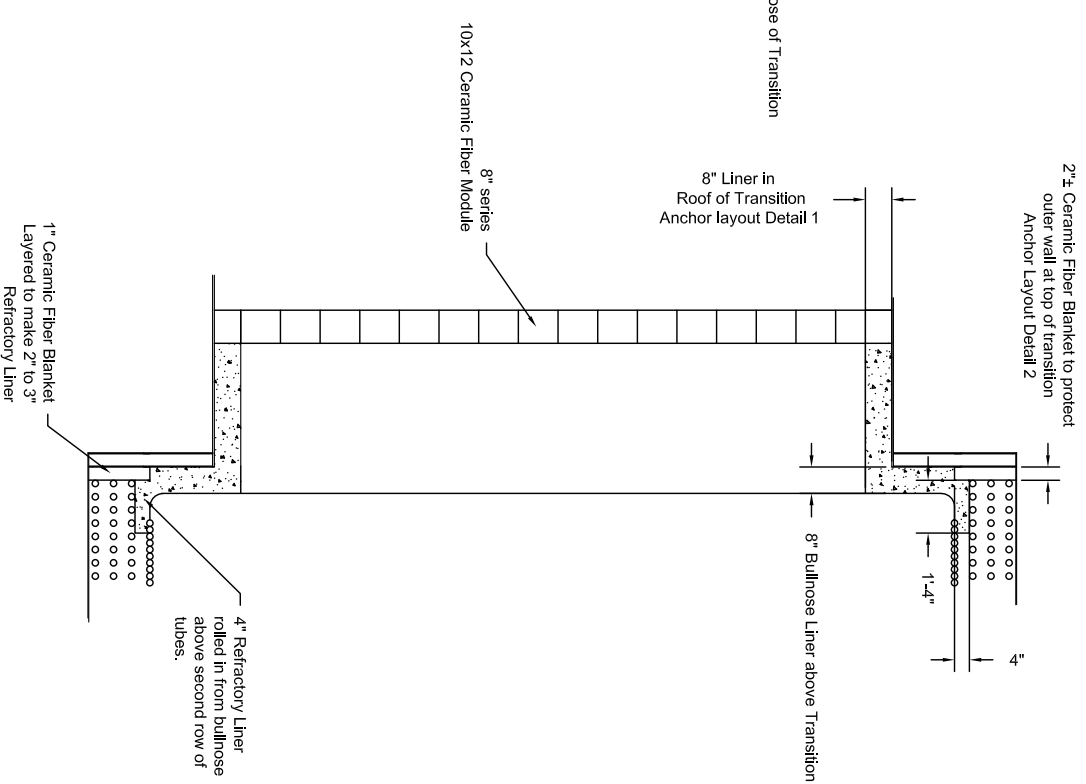 ose of Transition
2"± Ceramic Fiber Blanket to protect
outer wall at top of transition
Anchor Layout Detail 2
8" Liner in
Roof of Transition
Anchor layout Detail 1
8" series
10x12 Ceramic Fiber Module
1" Ceramic Fiber Blanket
Layered to make 2" to 3"
Refractory Liner
8" Bullnose Liner above Transition
1'-4"
4"
4" Refractory Liner
rolled in from bullnose
above second row of
tubes.